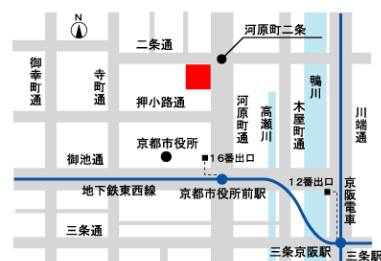 N
河原町二条
二条通
御幸町通
寺町通
押小路通
河原町通
高瀬川
木屋町通
鴨川
川端通
京都市役所
16番出口
御池通
12番出口
地下鉄東西線
京都市役所前駅
京阪電車
三条通
三条京阪駅
三条駅